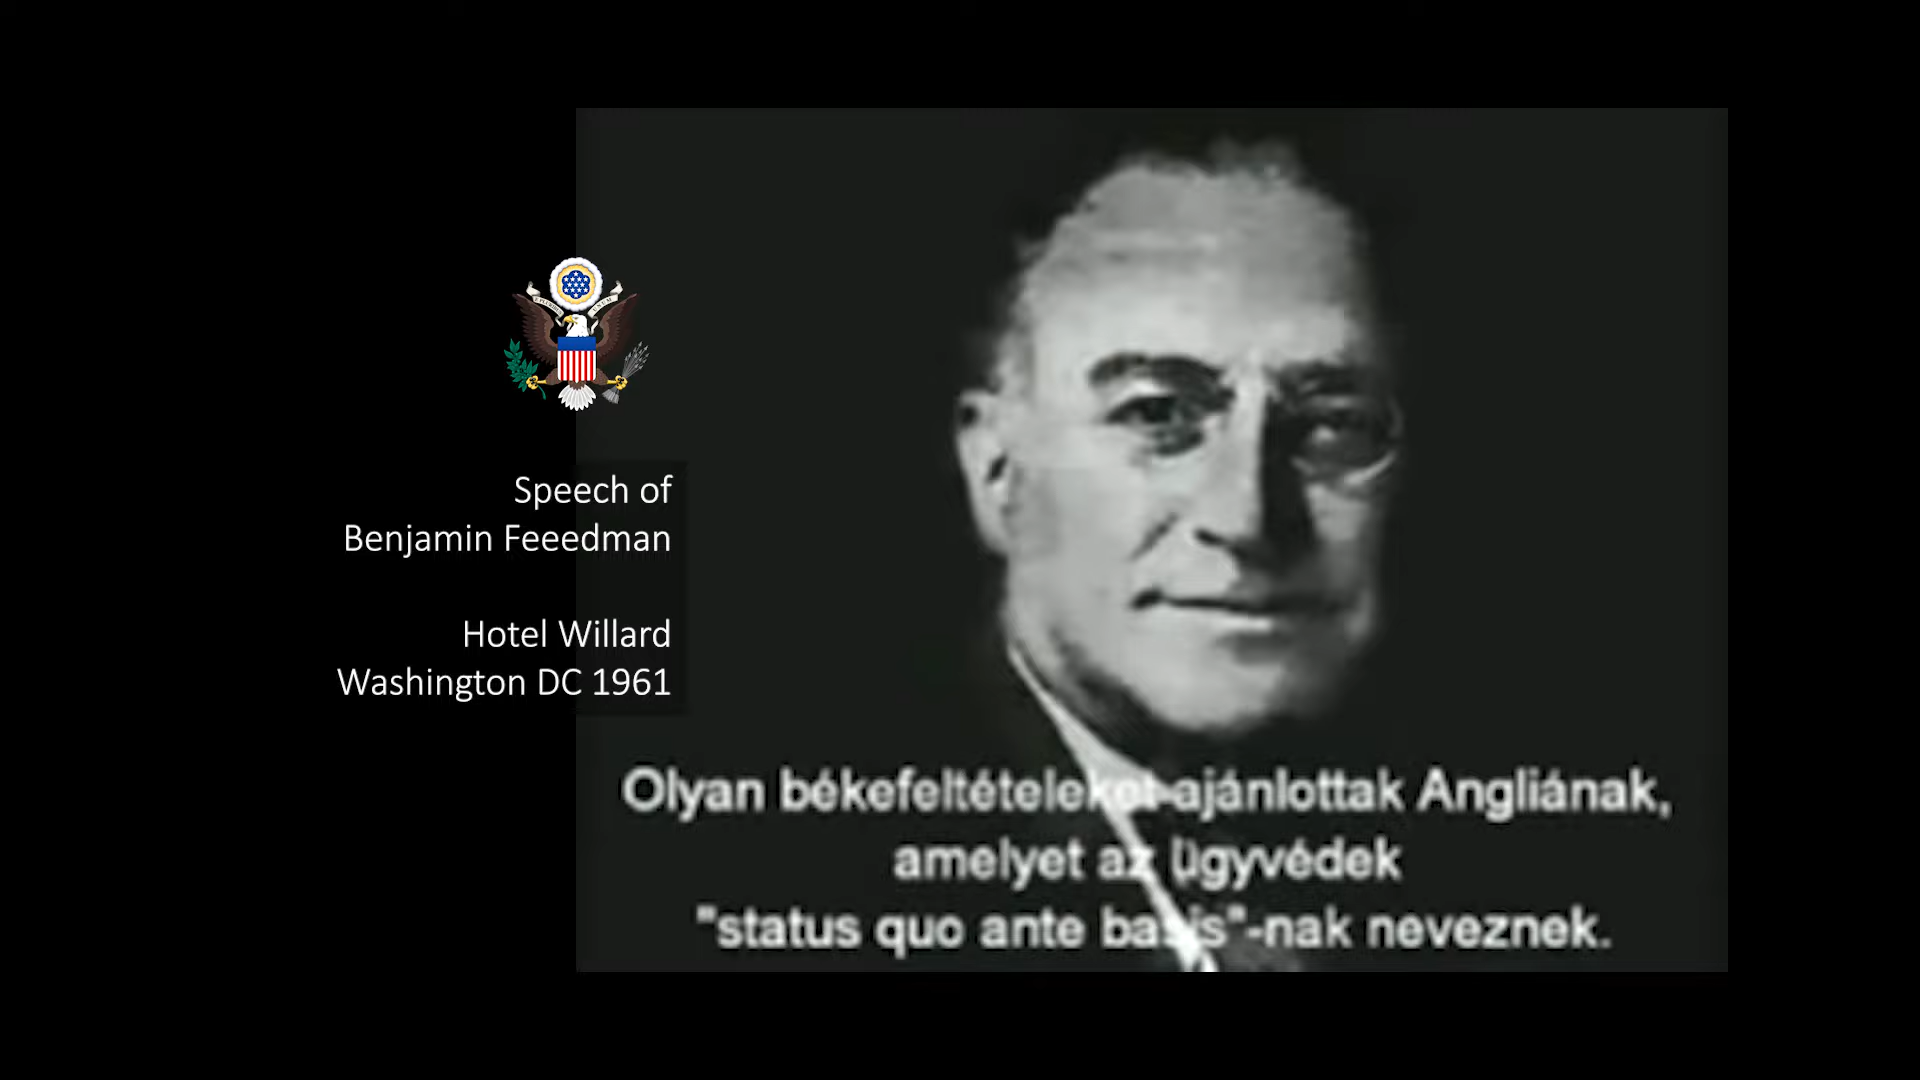 Speech of
Benjamin Feeedman
Hotel Willard
Washington DC 1961
Olyan békefeltételeket ajánlottak Angliának,
amelyet az ügyvédek
"status quo ante basis"-nak neveznek.